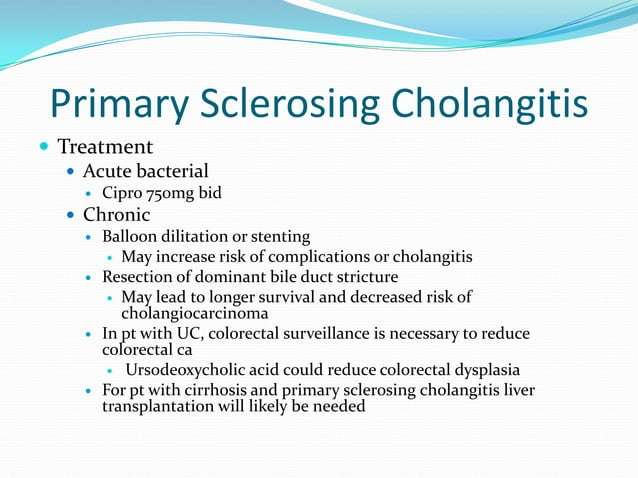 Primary Sclerosing Cholangitis
• Treatment
• Acute bacterial
• Cipro 750mg bid
• Chronic
• Balloon dilitation or stenting
• May increase risk of complications or cholangitis
• Resection of dominant bile duct stricture
• May lead to longer survival and decreased risk of
cholangiocarcinoma
• In pt with UC, colorectal surveillance is necessary to reduce
colorectal ca
• Ursodeoxycholic acid could reduce colorectal dysplasia
• For pt with cirrhosis and primary sclerosing cholangitis liver
transplantation will likely be needed